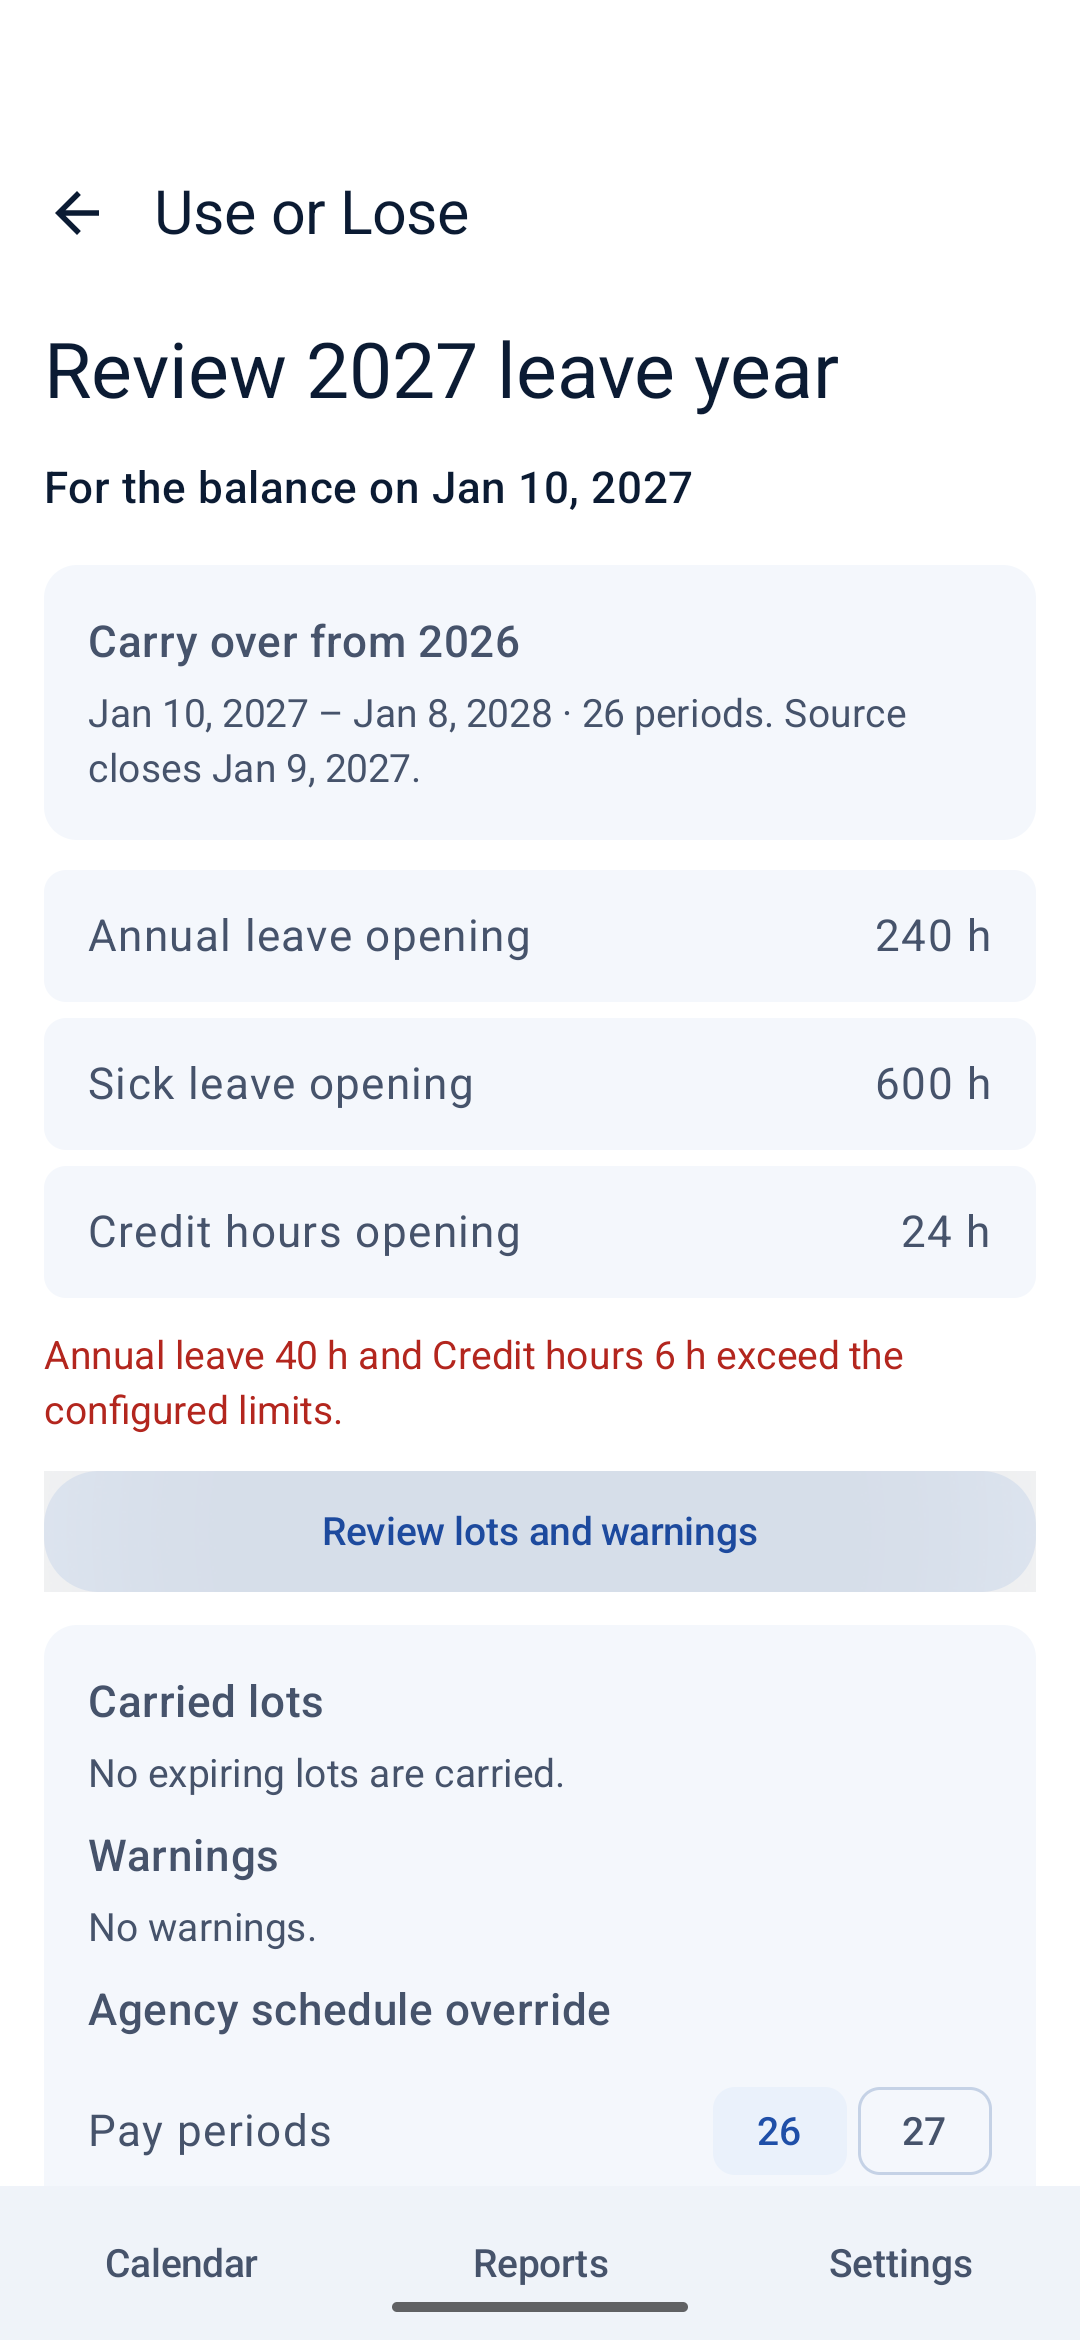 Use or Lose
Review 2027 leave year
For the balance on Jan 10, 2027
Carry over from 2026
Jan 10, 2027 – Jan 8, 2028 · 26 periods. Source
closes Jan 9, 2027.
Annual leave opening 240 h
Sick leave opening 600 h
Credit hours opening 24 h
Annual leave 40 h and Credit hours 6 h exceed the
configured limits.
Review lots and warnings
Carried lots
No expiring lots are carried.
Warnings
No warnings.
Agency schedule override
Pay periods 26 27
Calendar Reports Settings